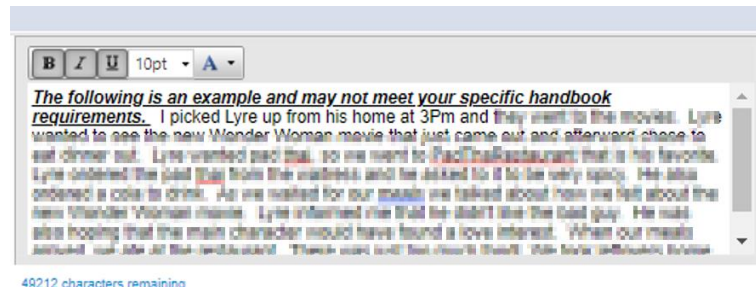 B I U 10pt A
The following is an example and may not meet your specific handbook
requirements. I picked Lyre up from his home at 3Pm and they went to the movies. Lyre
wanted to see the new Wonder Woman movie that just came out and afterward chose to
eat dinner out. Lyre wanted pad thai, so we went to PadThaiRestaurant that is his favorite.
Lyre ordered the pad thai from the waitress and he asked to it to be very spicy. He also
ordered a coke to drink. As we waited for our meals we talked about how we felt about the
new Wonder Woman movie. Lyre informed me that he didn't like the bad guy. He was
also hoping that the main character would have found a love interest. When our meals
49212 characters remaining